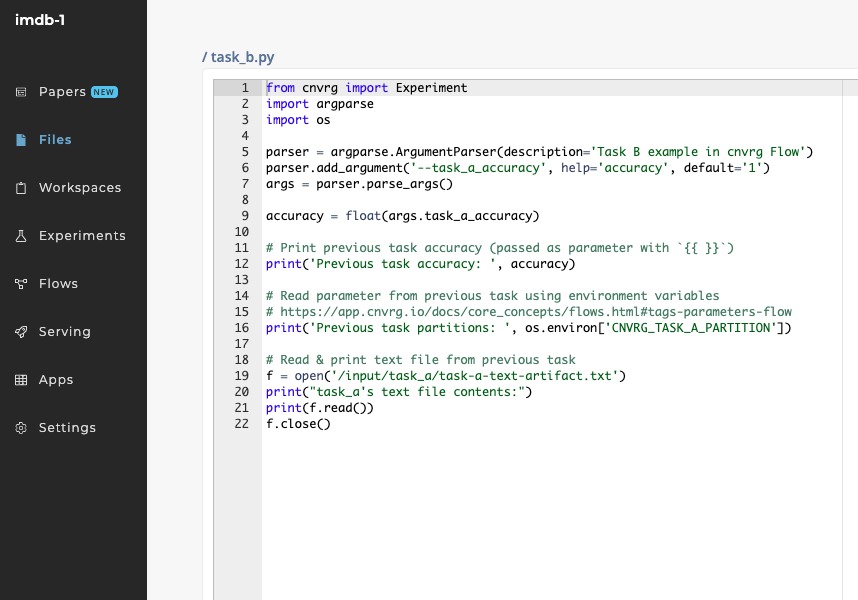 imdb-1
Papers NEW
Files
Workspaces
Experiments
Flows
Serving
Apps
Settings
/ task_b.py
1 from cnvrg import Experiment
2 import argparse
3 import os
4
5 parser = argparse.ArgumentParser(description='Task B example in cnvrg Flow')
6 parser.add_argument('--task_a_accuracy', help='accuracy', default='1')
7 args = parser.parse_args()
8
9 accuracy = float(args.task_a_accuracy)
10
11 # Print previous task accuracy (passed as parameter with `{{ }}`)
12 print('Previous task accuracy: ', accuracy)
13
14 # Read parameter from previous task using environment variables
15 # https://app.cnvrg.io/docs/core_concepts/flows.html#tags-parameters-flow
16 print('Previous task partitions: ', os.environ['CNVRG_TASK_A_PARTITION'])
17
18 # Read & print text file from previous task
19 f = open('/input/task_a/task-a-text-artifact.txt')
20 print("task_a's text file contents:")
21 print(f.read())
22 f.close()